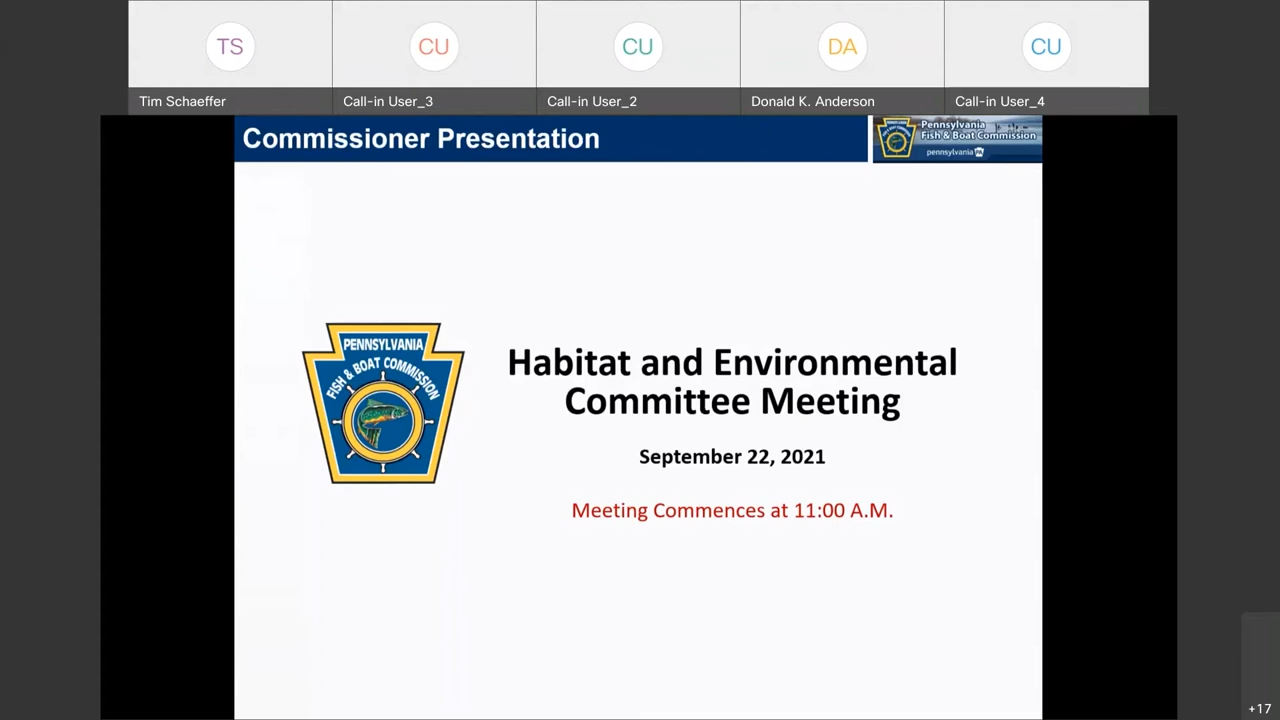 TS
CU
CU
DA
CU
Tim Schaeffer
Call-in User_3
Call-in User_2
Donald K. Anderson
Call-in User_4
Commissioner Presentation
Pennsylvania
Fish & Boat Commission
pennsylvania PA
PENNSYLVANIA
FISH & BOAT COMMISSION
Habitat and Environmental
Committee Meeting
September 22, 2021
Meeting Commences at 11:00 A.M.
+17